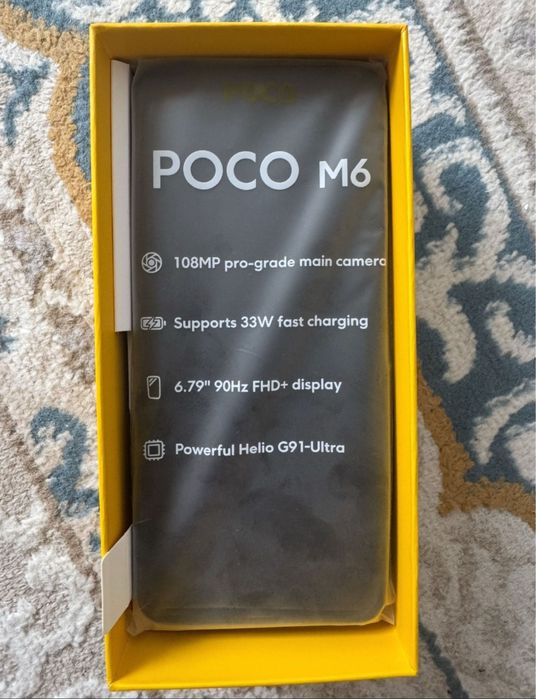 POCO
POCO M6
108MP pro-grade main camera
Supports 33W fast charging
6.79" 90Hz FHD+ display
Powerful Helio G91-Ultra